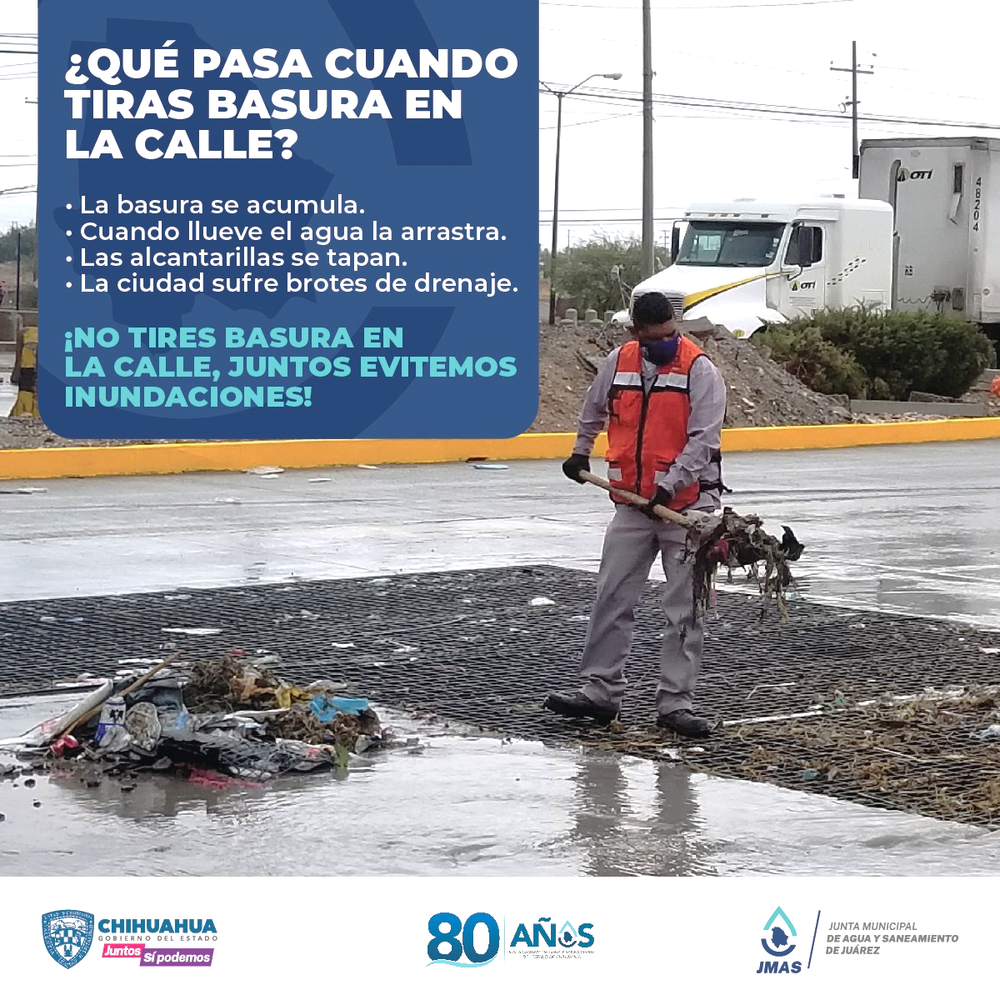 ¿QUÉ PASA CUANDO
TIRAS BASURA EN
LA CALLE?
• La basura se acumula.
• Cuando llueve el agua la arrastra.
• Las alcantarillas se tapan.
• La ciudad sufre brotes de drenaje.
¡NO TIRES BASURA EN
LA CALLE, JUNTOS EVITEMOS
INUNDACIONES!
OTI
48204
OTI
CHIHUAHUA
GOBIERNO DEL ESTADO
Juntos
Sí podemos
80 AÑOS
JMAS
JUNTA MUNICIPAL
DE AGUA Y SANEAMIENTO
DE JUÁREZ